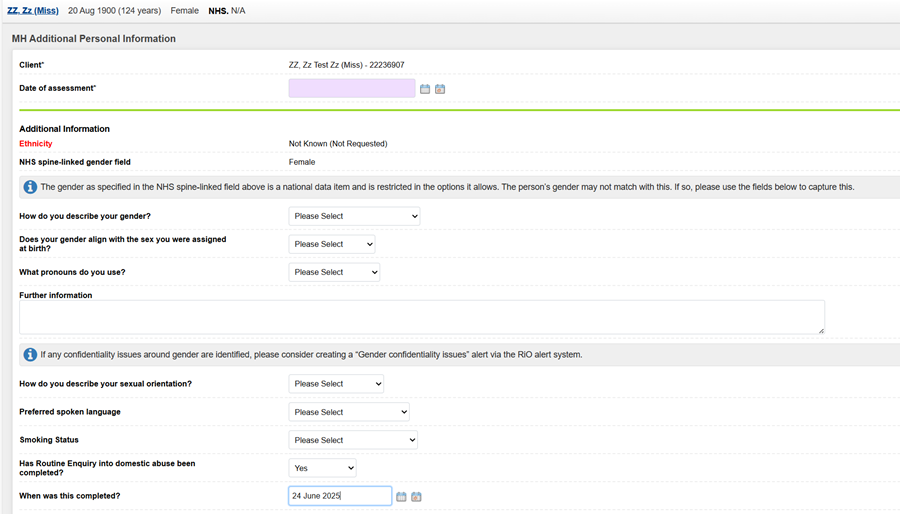 ZZ, Zz (Miss) 20 Aug 1900 (124 years) Female NHS. N/A
MH Additional Personal Information
Client* ZZ, Zz Test Zz (Miss) - 22236907
Date of assessment*
Additional Information
Ethnicity Not Known (Not Requested)
NHS spine-linked gender field Female
The gender as specified in the NHS spine-linked field above is a national data item and is restricted in the options it allows. The person's gender may not match with this. If so, please use the fields below to capture this.
How do you describe your gender? Please Select
Does your gender align with the sex you were assigned
at birth? Please Select
What pronouns do you use? Please Select
Further information
If any confidentiality issues around gender are identified, please consider creating a "Gender confidentiality issues" alert via the RiO alert system.
How do you describe your sexual orientation? Please Select
Preferred spoken language Please Select
Smoking Status Please Select
Has Routine Enquiry into domestic abuse been
completed? Yes
When was this completed? 24 June 2025